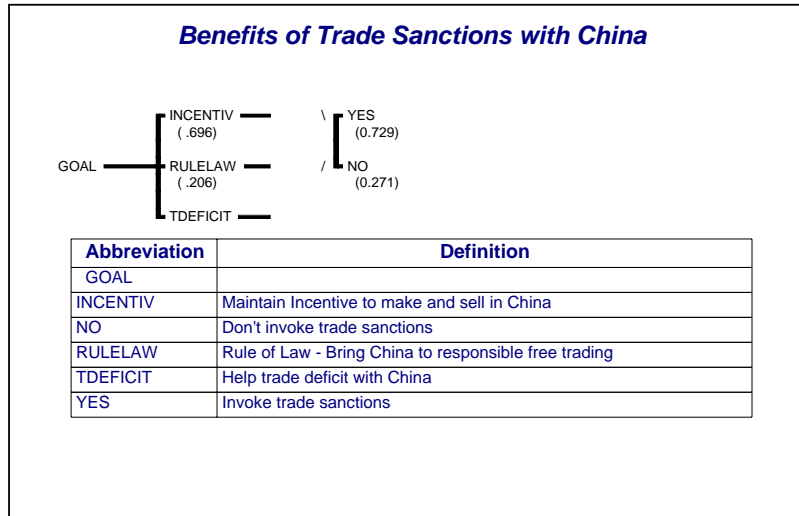 Benefits of Trade Sanctions with China
INCENTIV \ YES
( .696) (0.729)
GOAL RULELAW / NO
( .206) (0.271)
TDEFICIT
Abbreviation Definition
GOAL
INCENTIV Maintain Incentive to make and sell in China
NO Don't invoke trade sanctions
RULELAW Rule of Law - Bring China to responsible free trading
TDEFICIT Help trade deficit with China
YES Invoke trade sanctions